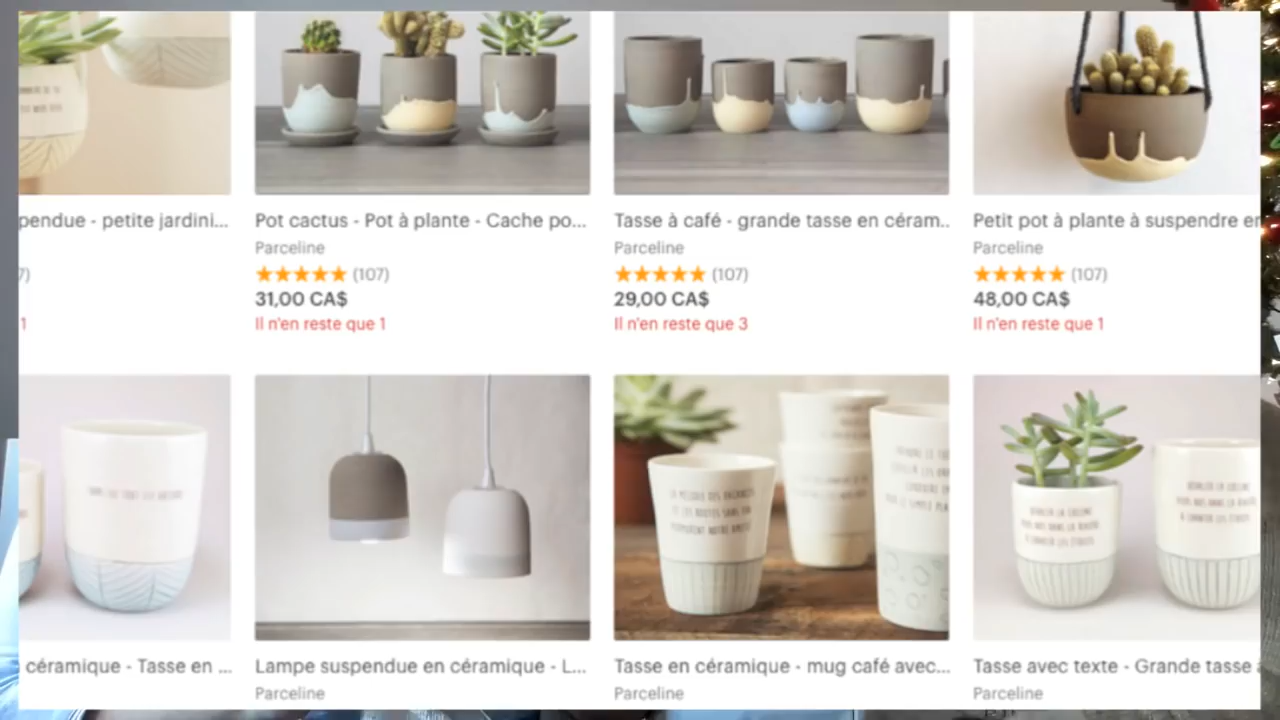 pendue - petite jardini...
7)
1
Pot cactus - Pot à plante - Cache po...
Parceline
(107)
31,00 CA$
Il n'en reste que 1
Tasse à café - grande tasse en céram..
Parceline
(107)
29,00 CA$
Il n'en reste que 3
Petit pot à plante à suspendre en
Parceline
(107)
48,00 CA$
Il n'en reste que 1
céramique - Tasse en ...
Lampe suspendue en céramique - L...
Parceline
Tasse en céramique - mug café avec...
Parceline
Tasse avec texte - Grande tasse à
Parceline